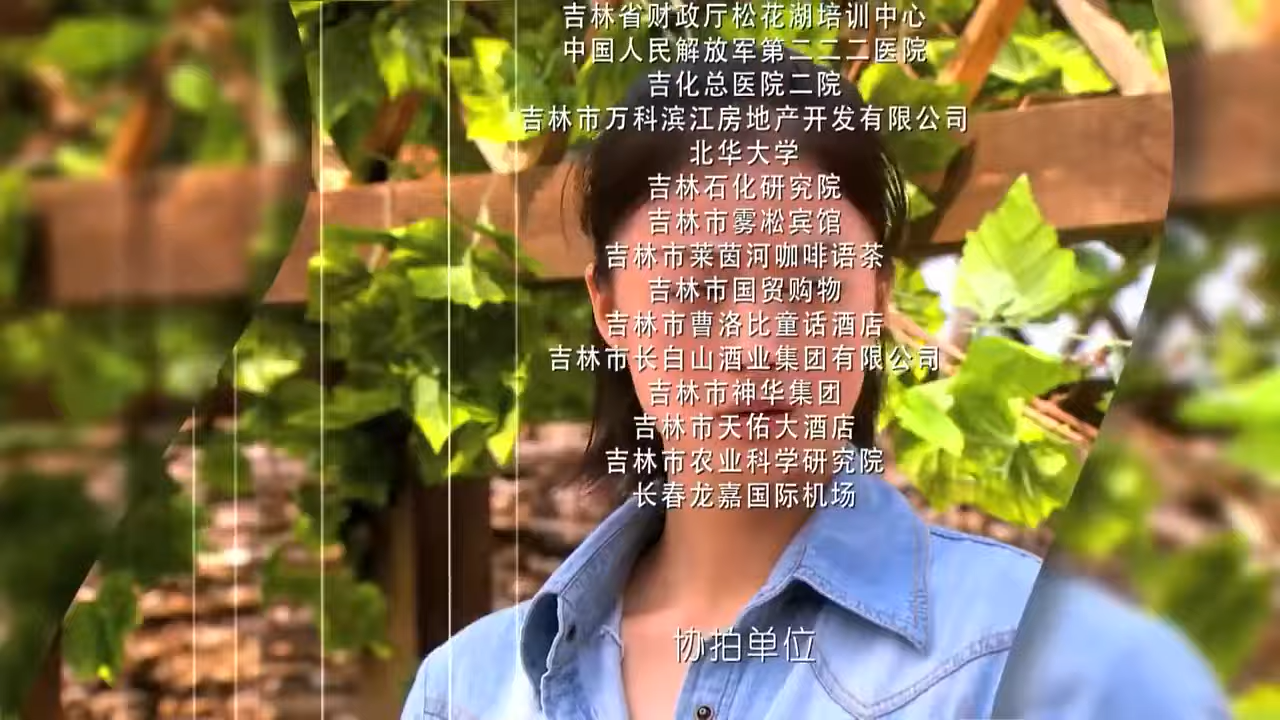 吉林省财政厅松花湖培训中心
中国人民解放军第二二二医院
吉化总医院二院
吉林市万科滨江房地产开发有限公司
北华大学
吉林石化研究院
吉林市雾凇宾馆
吉林市莱茵河咖啡语茶
吉林市国贸购物
吉林市曹洛比童话酒店
吉林市长白山酒业集团有限公司
吉林市神华集团
吉林市天佑大酒店
吉林市农业科学研究院
长春龙嘉国际机场
协拍单位